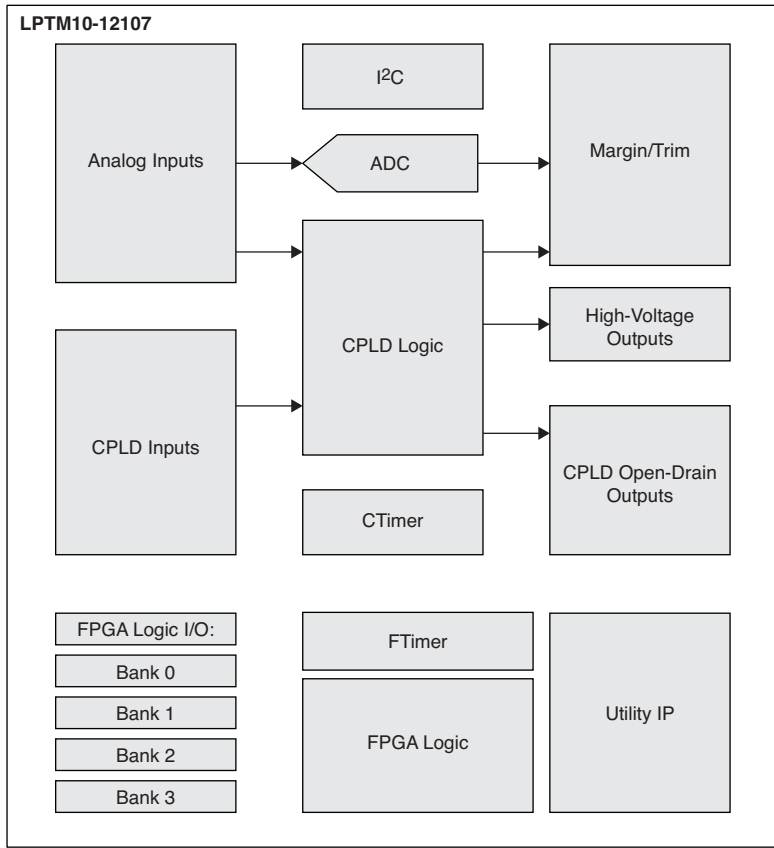 LPTM10-12107
Analog Inputs
I²C
ADC
Margin/Trim
CPLD Logic
High-Voltage
Outputs
CPLD Inputs
CPLD Open-Drain
Outputs
CTimer
FPGA Logic I/O:
Bank 0
Bank 1
Bank 2
Bank 3
FTimer
FPGA Logic
Utility IP